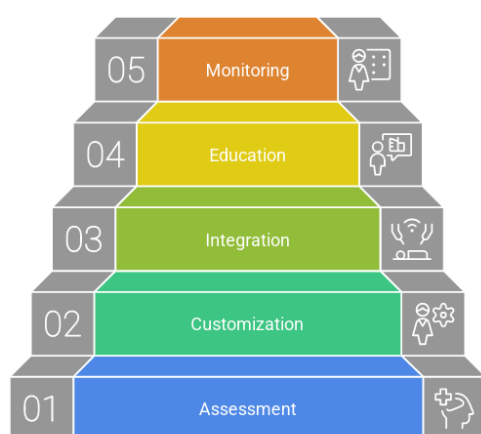 05
Monitoring
04
Education
03
Integration
02
Customization
01
Assessment